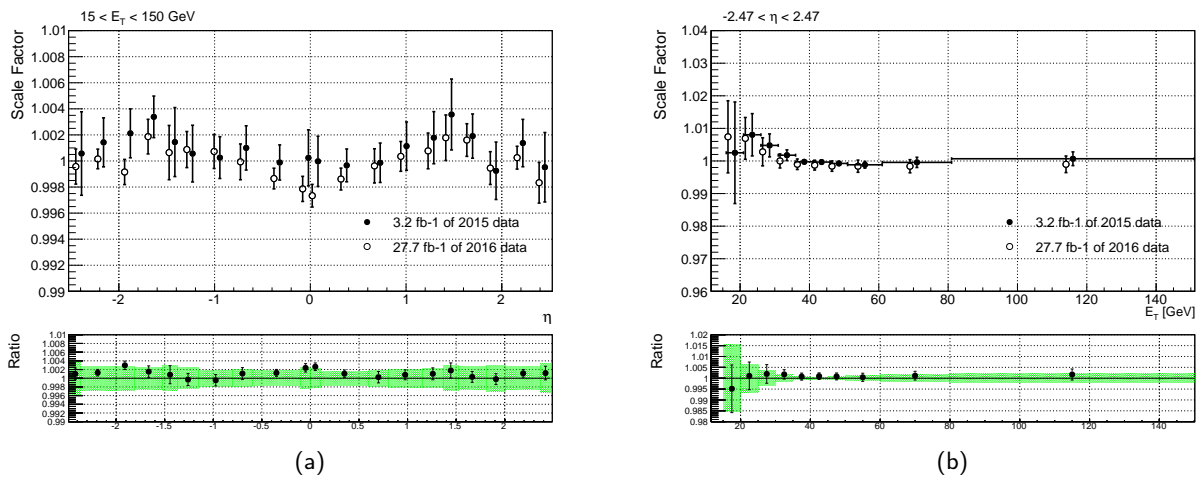 15 < E_T < 150 GeV
Scale Factor
1.01
1.008
1.006
1.004
1.002
1
0.998
0.996
0.994
0.992
0.99
3.2 fb-1 of 2015 data
27.7 fb-1 of 2016 data
-2 -1 0 1 2
η
Ratio
1.01
1.008
1.006
1.004
1.002
1
0.998
0.996
0.994
0.992
0.99
-2 -1.5 -1 -0.5 0 0.5 1 1.5 2
(a)
-2.47 < η < 2.47
Scale Factor
1.04
1.03
1.02
1.01
1
0.99
0.98
0.97
0.96
3.2 fb-1 of 2015 data
27.7 fb-1 of 2016 data
20 40 60 80 100 120 140
E_T [GeV]
Ratio
1.02
1.015
1.01
1.005
1
0.995
0.99
0.985
0.98
20 40 60 80 100 120 140
(b)